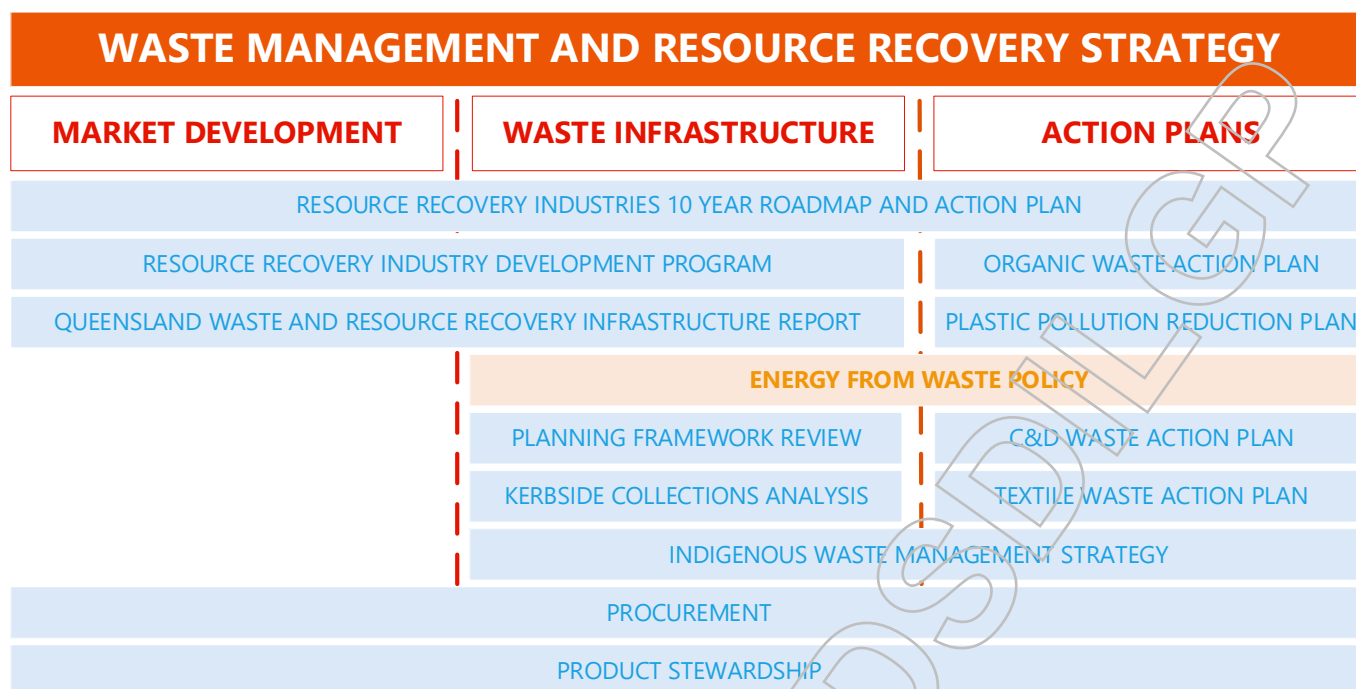 WASTE MANAGEMENT AND RESOURCE RECOVERY STRATEGY
MARKET DEVELOPMENT
WASTE INFRASTRUCTURE
ACTION PLANS
RESOURCE RECOVERY INDUSTRIES 10 YEAR ROADMAP AND ACTION PLAN
RESOURCE RECOVERY INDUSTRY DEVELOPMENT PROGRAM
ORGANIC WASTE ACTION PLAN
QUEENSLAND WASTE AND RESOURCE RECOVERY INFRASTRUCTURE REPORT
PLASTIC POLLUTION REDUCTION PLAN
ENERGY FROM WASTE POLICY
PLANNING FRAMEWORK REVIEW
C&D WASTE ACTION PLAN
KERBSIDE COLLECTIONS ANALYSIS
TEXTILE WASTE ACTION PLAN
INDIGENOUS WASTE MANAGEMENT STRATEGY
PROCUREMENT
PRODUCT STEWARDSHIP
DSDILGP